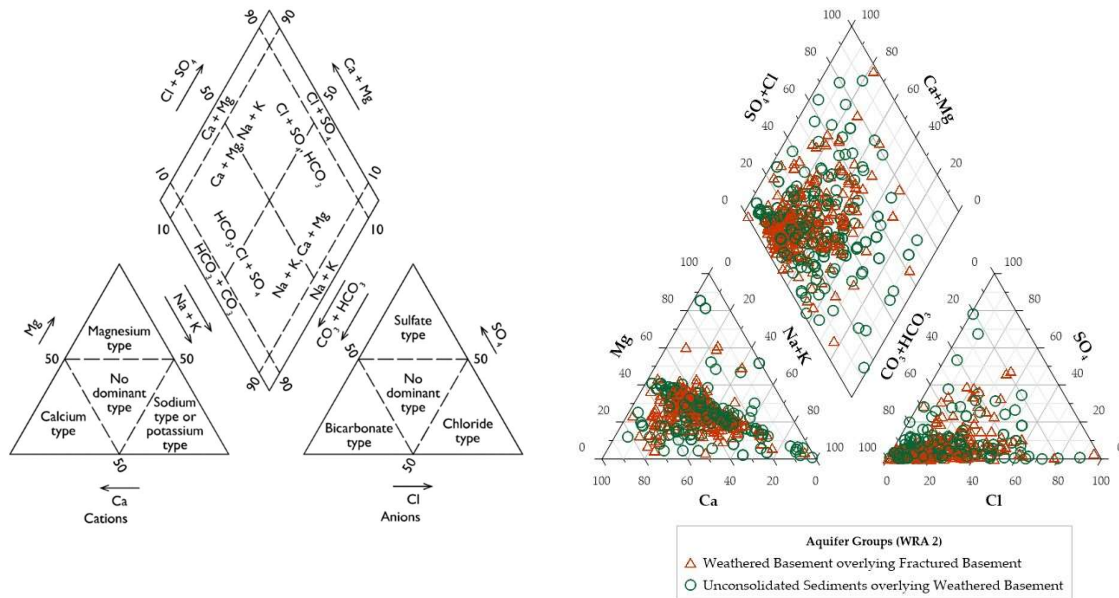 90
90
Cl + SO₄
50
50
Ca + Mg
Ca + Mg
Cl + SO₄
Ca + Mg, Na + K
Cl + SO₄, HCO₃
10
10
10
10
HCO₃, Cl + SO₄
Na + K, Ca + Mg
HCO₃ + CO₃
Na + K
Na + K
CO₃ + HCO₃
90
90
Mg
50
50
Magnesium
type
No
dominant
type
Calcium
type
Sodium
type or
potassium
type
50
Ca
Cations
SO₄
50
50
Sulfate
type
No
dominant
type
Bicarbonate
type
Chloride
type
50
Cl
Anions
100
100
80
80
60
60
40
40
20
20
0
0
SO₄+Cl
Ca+Mg
Na+K
CO₃+HCO₃
100
0
60
40
20
0
Mg
40
60
80
100
100
80
60
40
20
0
Ca
0
40
60
80
100
SO₄
60
40
20
0
100
20
40
60
80
100
Cl
Aquifer Groups (WRA 2)
Weathered Basement overlying Fractured Basement
Unconsolidated Sediments overlying Weathered Basement